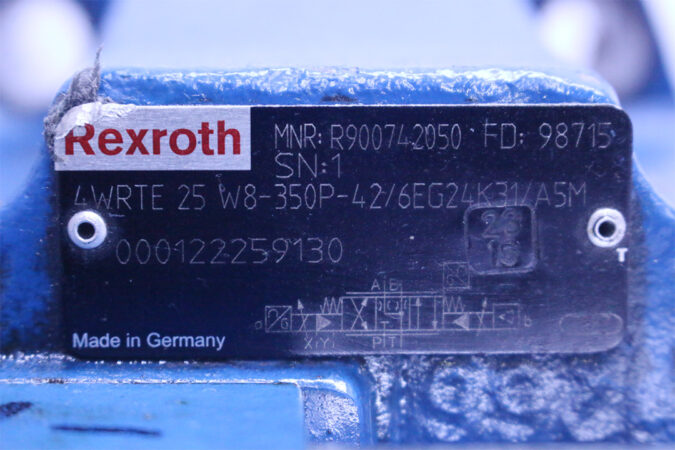 Rexroth
MNR: R900742050 FD: 98715
SN:1
4WRTE 25 W8-350P-42/6EG24K31/A5M
000122259130
A B
a
b
X Y
P T
T
Made in Germany